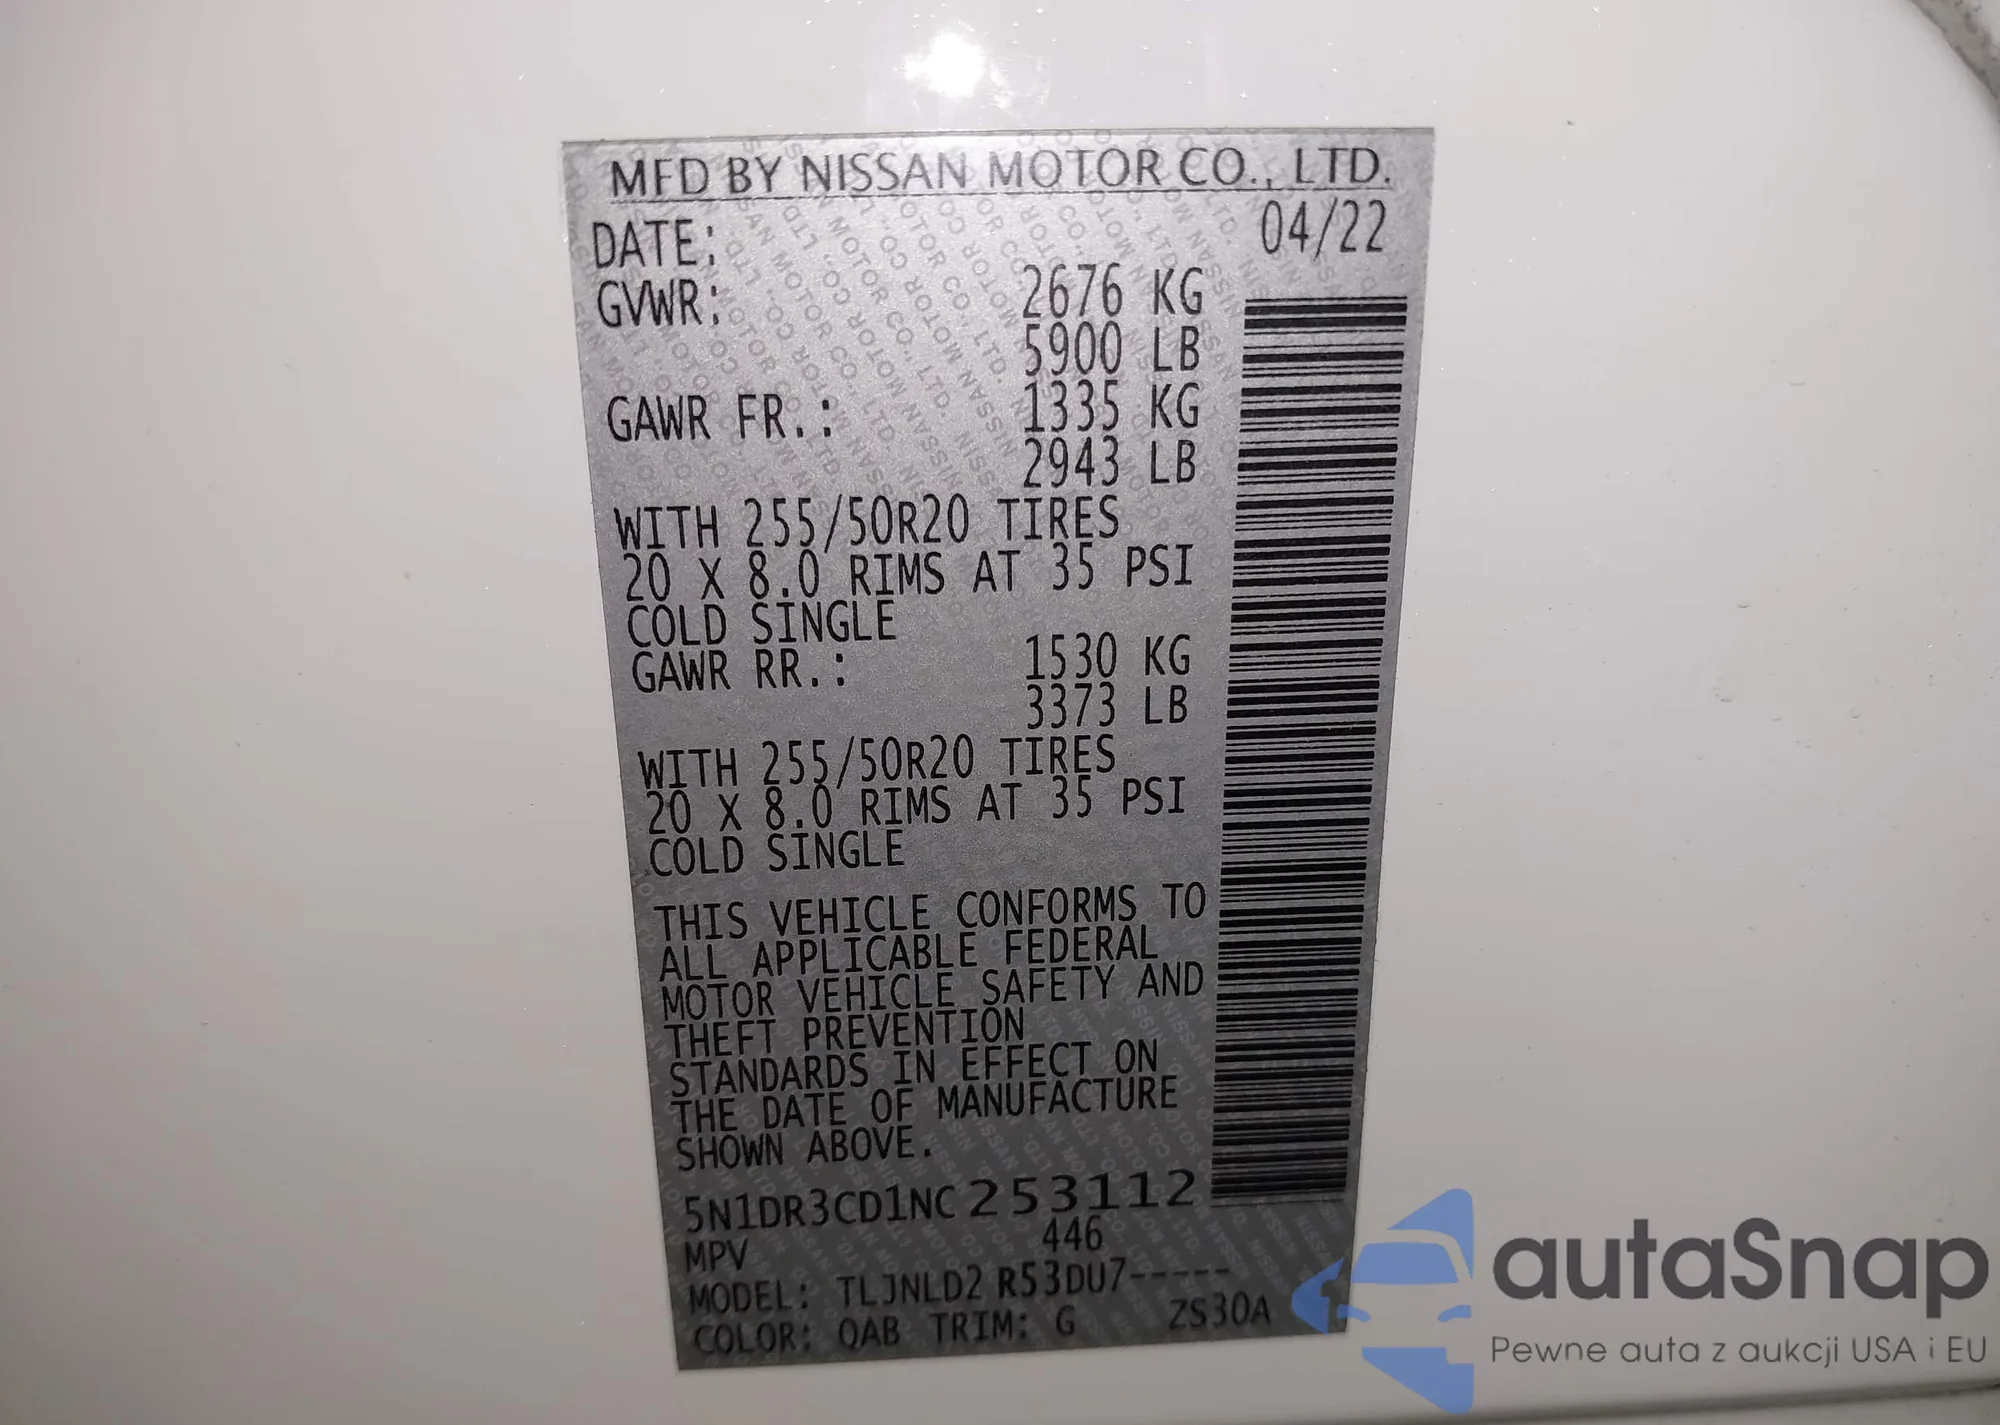 MFD BY NISSAN MOTOR CO., LTD.
DATE: 04/22
GVWR: 2676 KG
5900 LB
GAWR FR.: 1335 KG
2943 LB
WITH 255/50R20 TIRES
20 X 8.0 RIMS AT 35 PSI
COLD SINGLE
GAWR RR.: 1530 KG
3373 LB
WITH 255/50R20 TIRES
20 X 8.0 RIMS AT 35 PSI
COLD SINGLE
THIS VEHICLE CONFORMS TO
ALL APPLICABLE FEDERAL
MOTOR VEHICLE SAFETY AND
THEFT PREVENTION
STANDARDS IN EFFECT ON
THE DATE OF MANUFACTURE
SHOWN ABOVE.
5N1DR3CD1NC253112
MPV 446
MODEL: TLJNLD2 R53DU7-----
COLOR: QAB TRIM: G ZS30A
autaSnap
Pewne auta z aukcji USA i EU